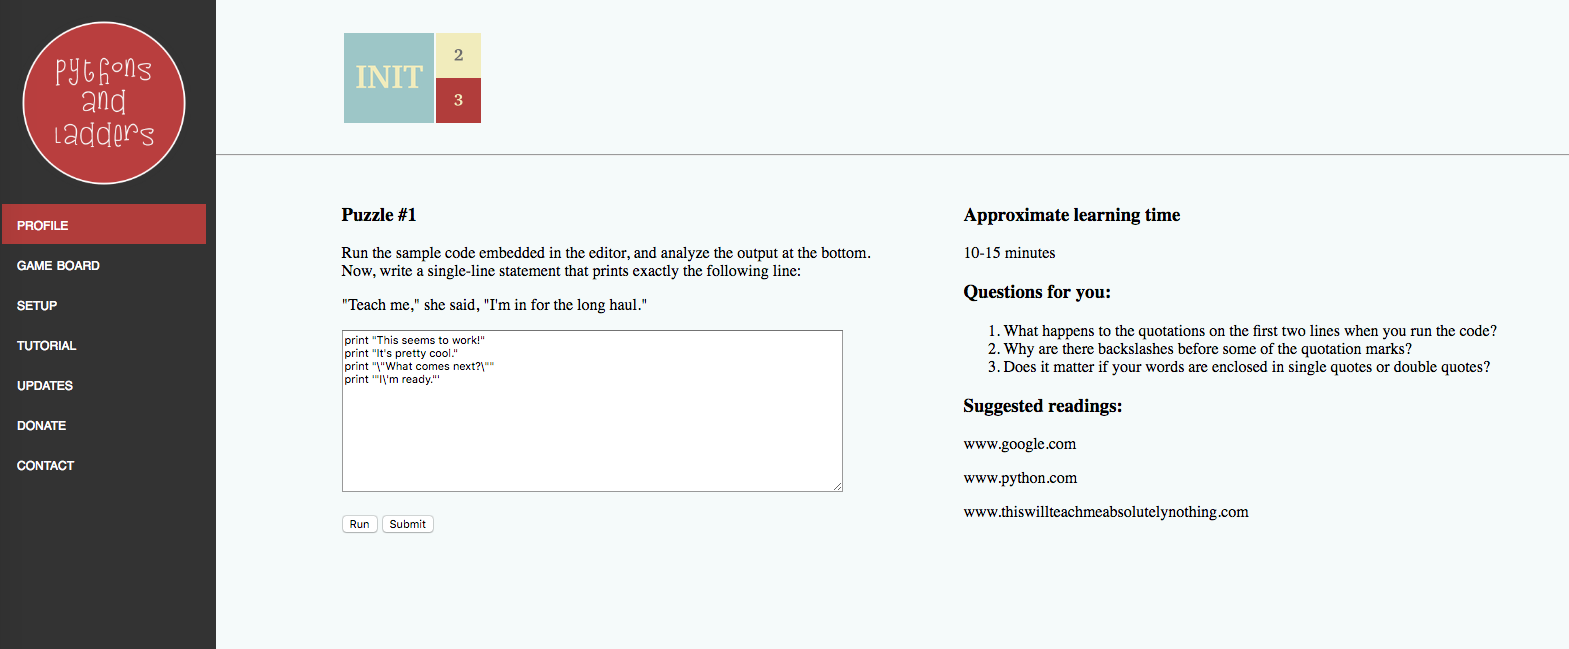 pythons
and
Ladders
PROFILE
GAME BOARD
SETUP
TUTORIAL
UPDATES
DONATE
CONTACT
INIT
2
3
Puzzle #1
Run the sample code embedded in the editor, and analyze the output at the bottom.
Now, write a single-line statement that prints exactly the following line:
"Teach me," she said, "I'm in for the long haul."
print "This seems to work!"
print "It's pretty cool."
print "\"What comes next?\""
print '"I\'m ready."'
Run Submit
Approximate learning time
10-15 minutes
Questions for you:
1. What happens to the quotations on the first two lines when you run the code?
2. Why are there backslashes before some of the quotation marks?
3. Does it matter if your words are enclosed in single quotes or double quotes?
Suggested readings:
www.google.com
www.python.com
www.thiswillteachmeabsolutelynothing.com